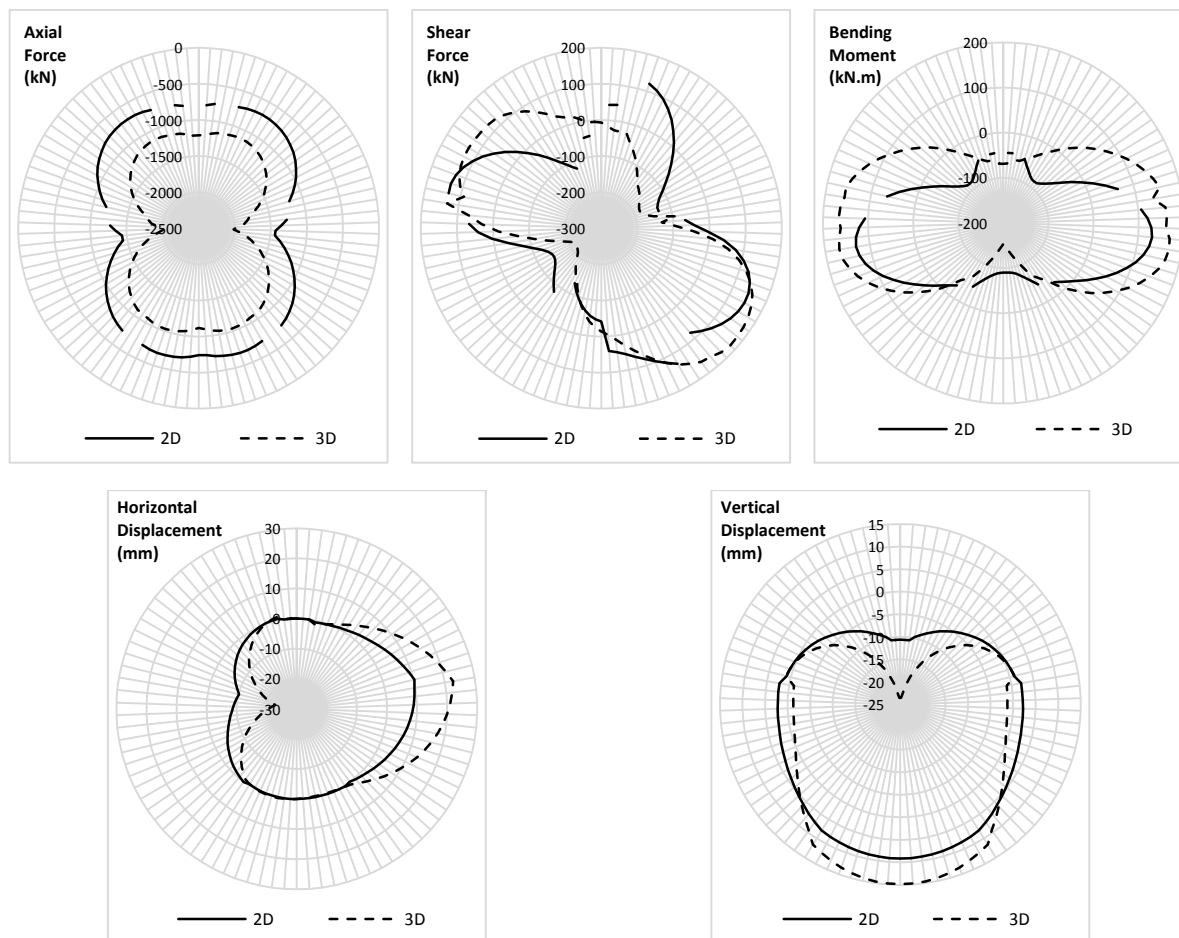 Axial
Force
(kN)
0
-500
-1000
-1500
-2000
-2500
2D 3D
Shear
Force
(kN)
200
100
0
-100
-200
-300
2D 3D
Bending
Moment
(kN.m)
200
100
0
-100
-200
2D 3D
Horizontal
Displacement
(mm)
30
20
10
0
-10
-20
-30
2D 3D
Vertical
Displacement
(mm)
15
10
5
0
-5
-10
-15
-20
-25
2D 3D